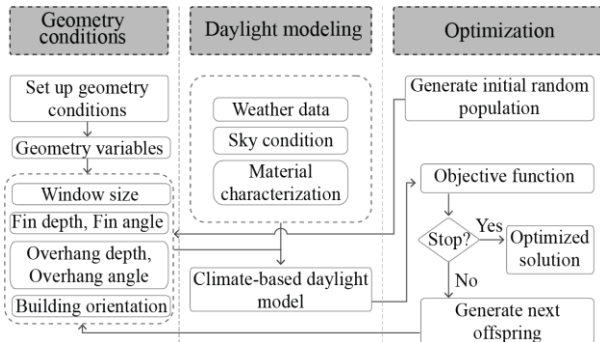 Geometry
conditions
Daylight modeling
Optimization
Set up geometry
conditions
Geometry variables
Window size
Fin depth, Fin angle
Overhang depth,
Overhang angle
Building orientation
Weather data
Sky condition
Material
characterization
Climate-based daylight
model
Generate initial random
population
Objective function
Stop?
Yes
Optimized
solution
No
Generate next
offspring